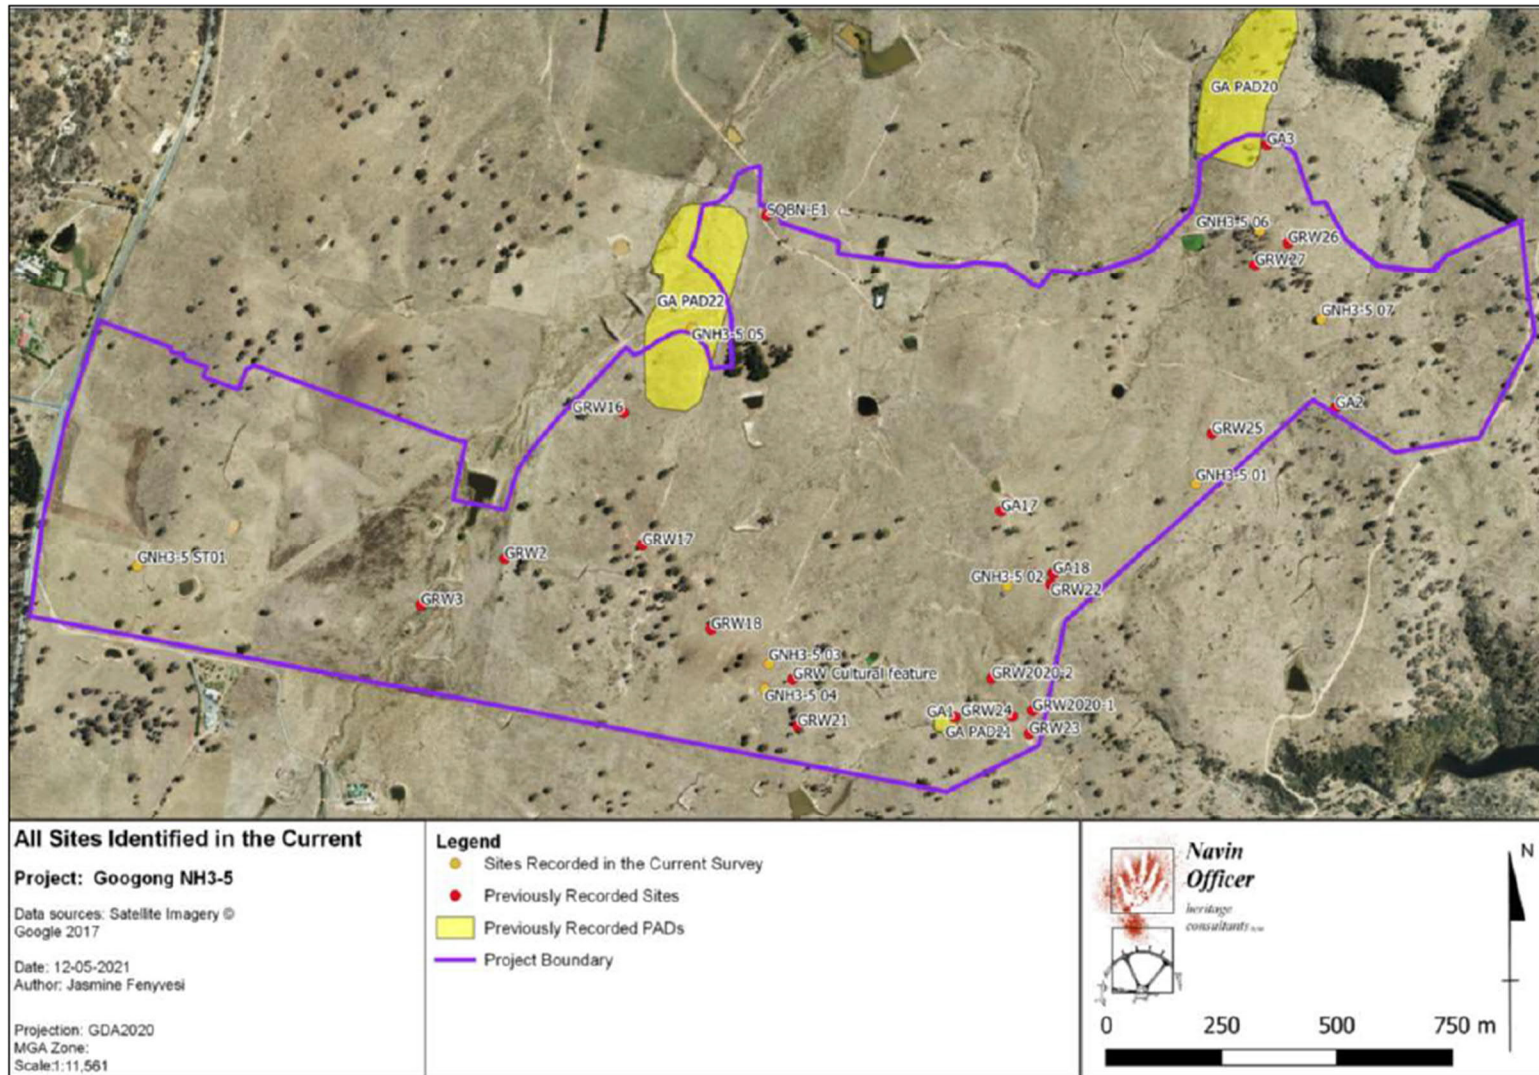 GA PAD20
GA3
SQBN-E1
GNH3-5 06
GRW26
GRW27
GA PAD22
GNH3-5 07
GNH3-5 05
GRW16
GA2
GRW25
GNH3-5 01
GA17
GRW17
GRW2
GNH3-5 ST01
GA18
GNH3-5 02
GRW22
GRW3
GRW18
GNH3-5 03
GRW Cultural feature
GRW2020-2
GNH3-5 04
GRW2020-1
GA1
GRW24
GRW21
GA PAD21
GRW23
All Sites Identified in the Current
Project: Googong NH3-5
Data sources: Satellite Imagery ©
Google 2017
Date: 12-05-2021
Author: Jasmine Fenyvesi
Projection: GDA2020
MGA Zone:
Scale:1:11,561
Legend
Sites Recorded in the Current Survey
Previously Recorded Sites
Previously Recorded PADs
Project Boundary
Navin
Officer
heritage
consultants
N
0 250 500 750 m